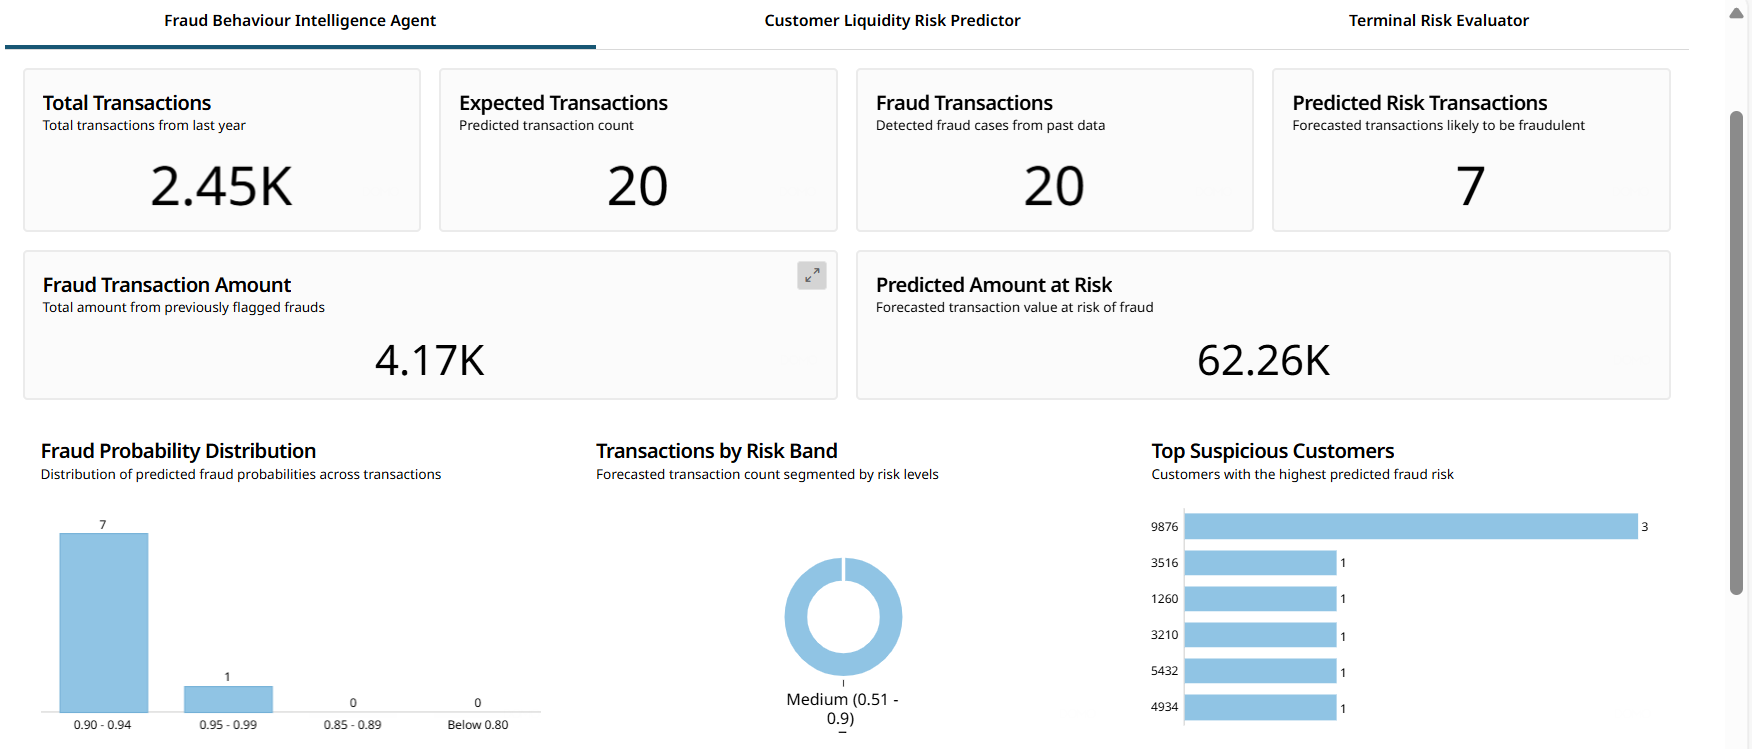 Fraud Behaviour Intelligence Agent
Customer Liquidity Risk Predictor
Terminal Risk Evaluator
Total Transactions
Total transactions from last year
2.45K
Expected Transactions
Predicted transaction count
20
Fraud Transactions
Detected fraud cases from past data
20
Predicted Risk Transactions
Forecasted transactions likely to be fraudulent
7
Fraud Transaction Amount
Total amount from previously flagged frauds
4.17K
Predicted Amount at Risk
Forecasted transaction value at risk of fraud
62.26K
Fraud Probability Distribution
Distribution of predicted fraud probabilities across transactions
7
1
0
0
0.90 - 0.94
0.95 - 0.99
0.85 - 0.89
Below 0.80
Transactions by Risk Band
Forecasted transaction count segmented by risk levels
Medium (0.51 -
0.9)
Top Suspicious Customers
Customers with the highest predicted fraud risk
9876 3
3516 1
1260 1
3210 1
5432 1
4934 1